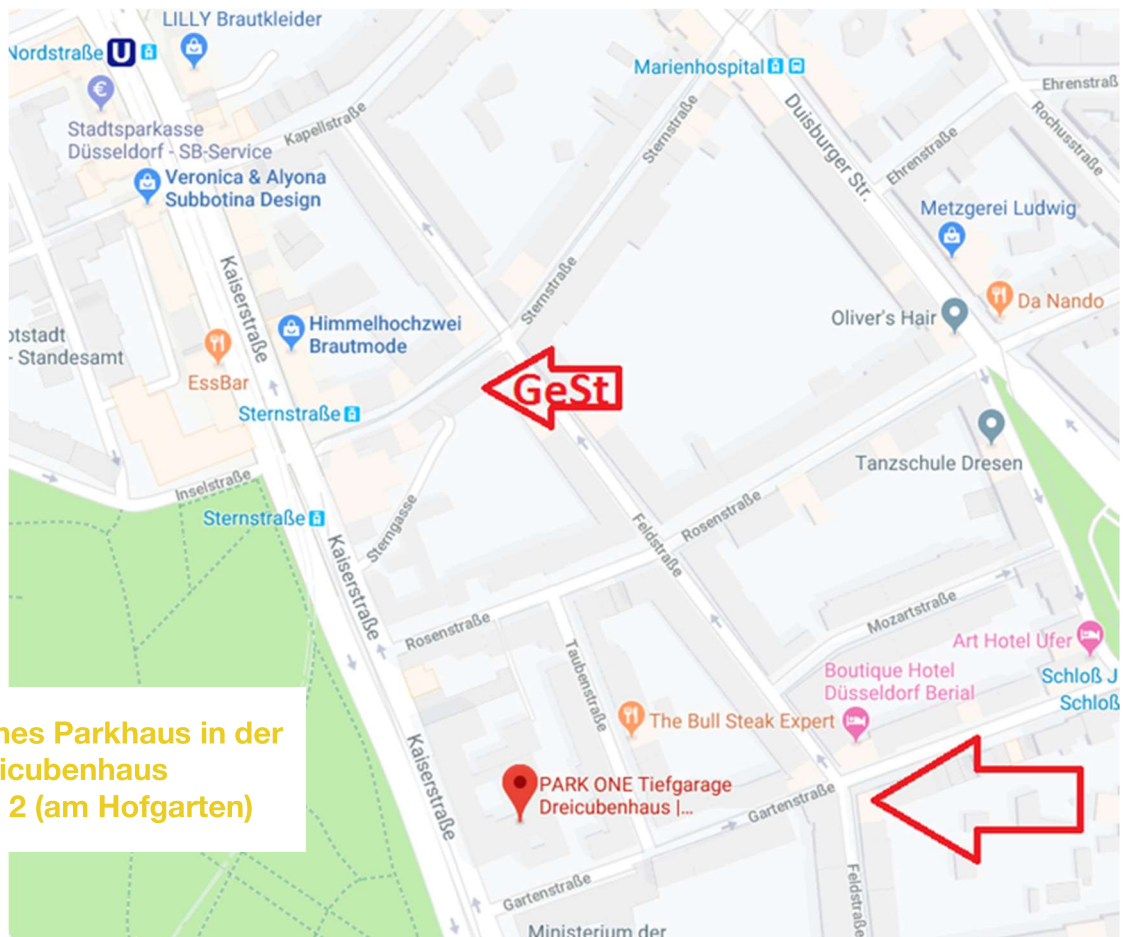 LILLY Brautkleider
Nordstraße U
Marienhospital
Ehrenstraß
Stadtsparkasse
Düsseldorf - SB-Service
Kapellstraße
Sternstraße
Duisburger Str.
Ehrenstraße
Rochusstraße
Veronica & Alyona
Subbotina Design
Metzgerei Ludwig
Kaiserstraße
Sternstraße
Da Nando
Oliver's Hair
Himmelhochzwei
Brautmode
otstadt
- Standesamt
EssBar
GeSt
Sternstraße
Tanzschule Dresen
Inselstraße
Sternstraße
Sterngasse
Rosenstraße
Feldstraße
Kaiserstraße
Mozartstraße
Rosenstraße
Art Hotel Ufer
Taubenstraße
Boutique Hotel
Düsseldorf Berial
Schloß J
Schloß
The Bull Steak Expert
nes Parkhaus in der
icubenhaus
2 (am Hofgarten)
Kaiserstraße
PARK ONE Tiefgarage
Dreicubenhaus |...
Gartenstraße
Gartenstraße
Feldstraße
Ministerium der